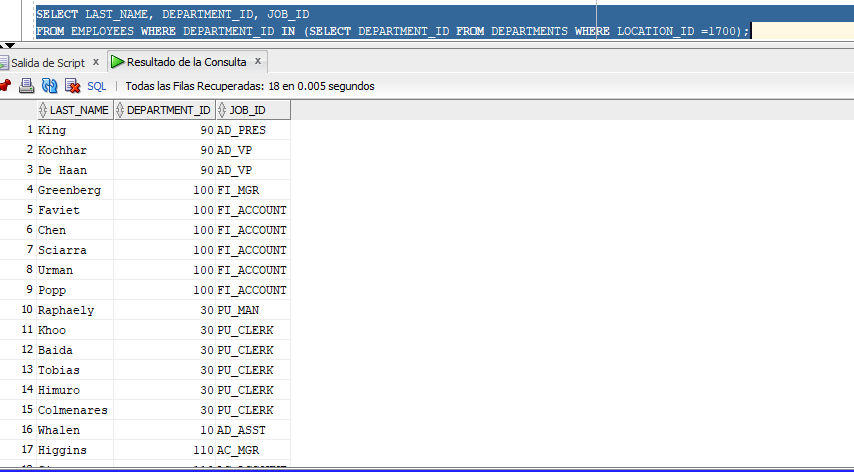 SELECT LAST_NAME, DEPARTMENT_ID, JOB_ID
FROM EMPLOYEES WHERE DEPARTMENT_ID IN (SELECT DEPARTMENT_ID FROM DEPARTMENTS WHERE LOCATION_ID =1700);
Salida de Script x Resultado de la Consulta x
SQL | Todas las Filas Recuperadas: 18 en 0.005 segundos
LAST_NAME DEPARTMENT_ID JOB_ID
1 King 90 AD_PRES
2 Kochhar 90 AD_VP
3 De Haan 90 AD_VP
4 Greenberg 100 FI_MGR
5 Faviet 100 FI_ACCOUNT
6 Chen 100 FI_ACCOUNT
7 Sciarra 100 FI_ACCOUNT
8 Urman 100 FI_ACCOUNT
9 Popp 100 FI_ACCOUNT
10 Raphaely 30 PU_MAN
11 Khoo 30 PU_CLERK
12 Baida 30 PU_CLERK
13 Tobias 30 PU_CLERK
14 Himuro 30 PU_CLERK
15 Colmenares 30 PU_CLERK
16 Whalen 10 AD_ASST
17 Higgins 110 AC_MGR